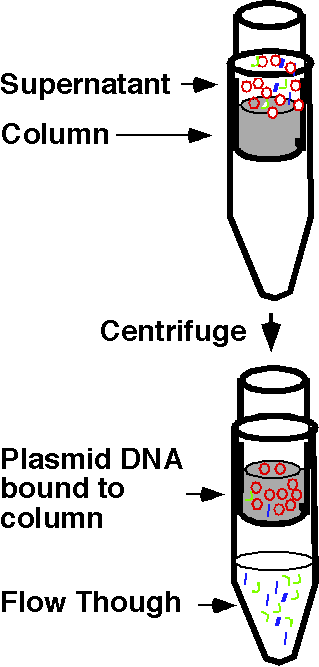 Supernatant
Column
Centrifuge
Plasmid DNA
bound to
column
Flow Though